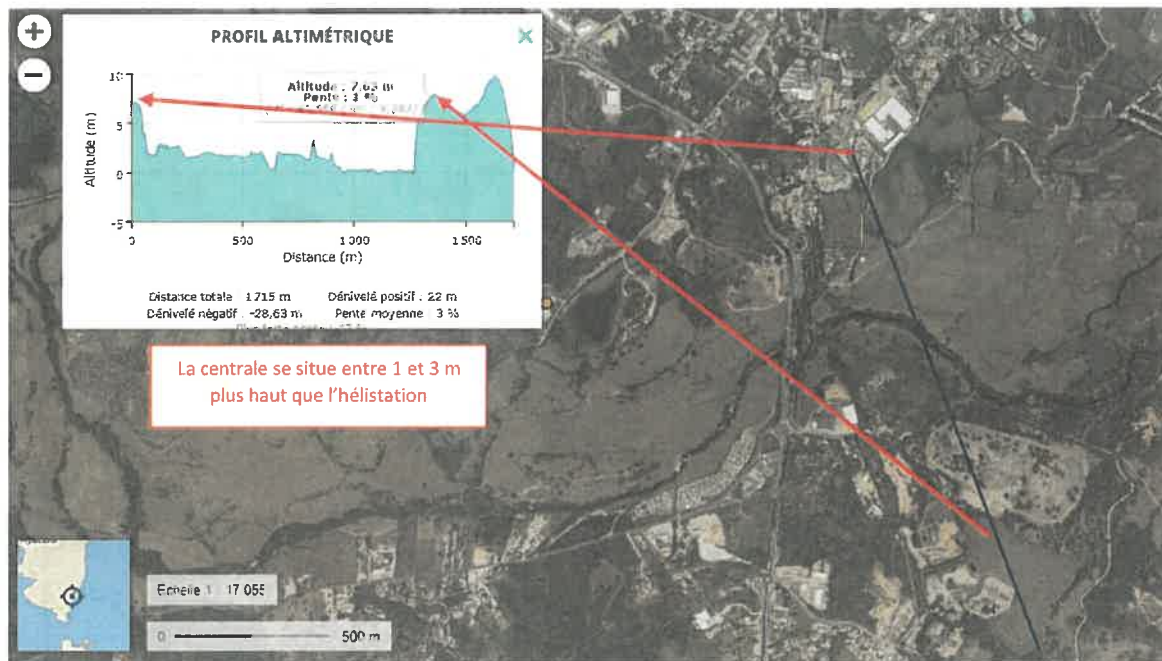 +
−
PROFIL ALTIMÉTRIQUE
×
Altitude : 7,63 m
Pente : 1 %
Altitude (m)
10
5
0
-5
0
500
1 000
1 500
Distance (m)
Distance totale : 1 715 m
Dénivelé positif : 22 m
Dénivelé négatif : -28,63 m
Pente moyenne : 3 %
La centrale se situe entre 1 et 3 m
plus haut que l'hélistation
Echelle 1 : 17 055
0
500 m